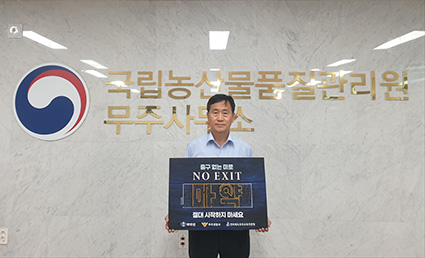 국립농산물품질관리원
무주사무소
출구 없는 미로
NO EXIT
마약
절대 시작하지 마세요